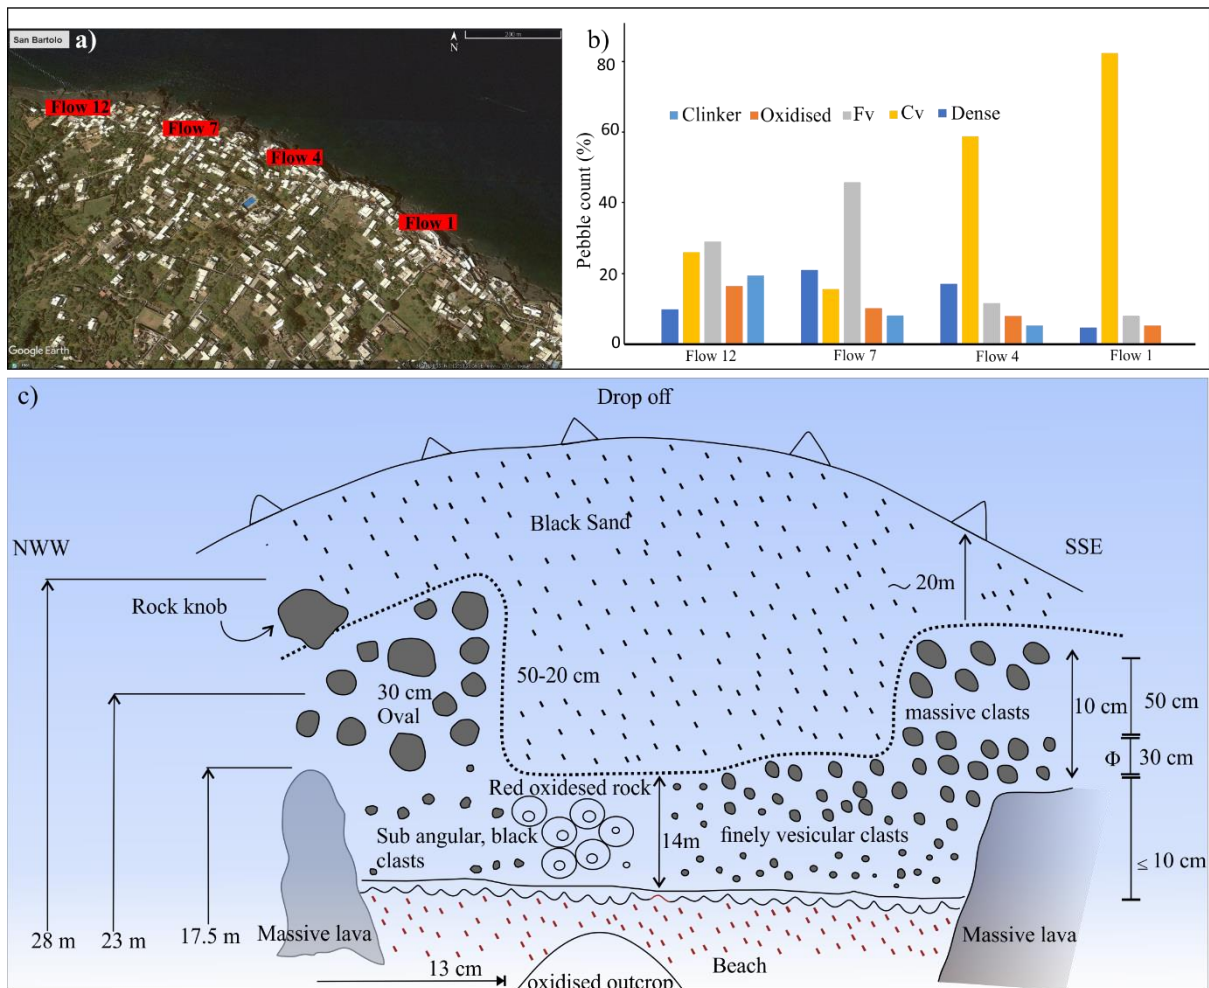 San Bartolo
a)
N
Flow 12
Flow 7
Flow 4
Flow 1
Google Earth
b)
Pebble count (%)
80
60
40
20
0
Clinker Oxidised Fv Cv Dense
Flow 12 Flow 7 Flow 4 Flow 1
c)
Drop off
Black Sand
NWW
SSE
~ 20m
Rock knob
50-20 cm
30 cm
Oval
massive clasts
10 cm
50 cm
Φ
30 cm
Red oxidesed rock
Sub angular, black
clasts
14m
finely vesicular clasts
≤ 10 cm
28 m
23 m
17.5 m
Massive lava
Massive lava
Beach
13 cm
oxidised outcrop